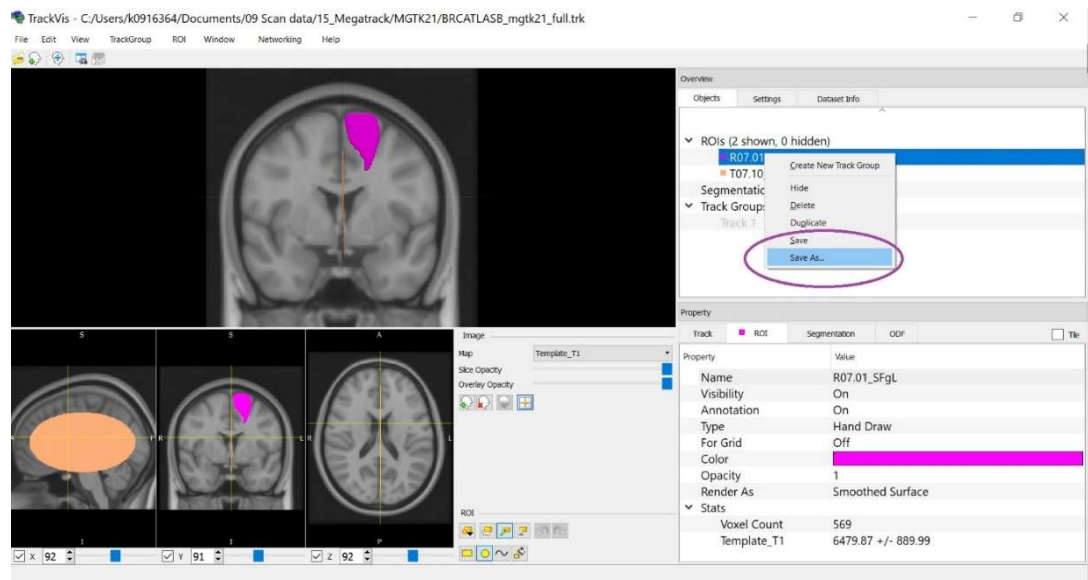 TrackVis - C:/Users/k0916364/Documents/09 Scan data/15_Megatrack/MGTK21/BRCATLASB_mgtk21_full.trk
File Edit View TrackGroup ROI Window Networking Help
Overview
Objects Settings Dataset Info
ROIs (2 shown, 0 hidden)
R07.01
T07.10
Segmentatio
Track Group
Track 1
Create New Track Group
Hide
Delete
Duplicate
Save
Save As...
Property
Track ROI Segmentation ODF Tile
Property Value
Name R07.01_SFgL
Visibility On
Annotation On
Type Hand Draw
For Grid Off
Color
Opacity 1
Render As Smoothed Surface
Stats
Voxel Count 569
Template_T1 6479.87 +/- 889.99
S S A
A P R L R L
I I P
Image
Map Template_T1
Slice Opacity
Overlay Opacity
ROI
X 92 Y 91 Z 92